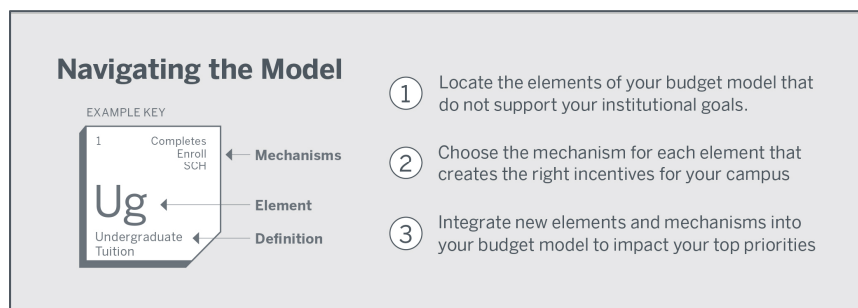 Navigating the Model
EXAMPLE KEY
1
Completes
Enroll
SCH
Ug
Undergraduate
Tuition
Mechanisms
Element
Definition
1
Locate the elements of your budget model that
do not support your institutional goals.
2
Choose the mechanism for each element that
creates the right incentives for your campus
3
Integrate new elements and mechanisms into
your budget model to impact your top priorities